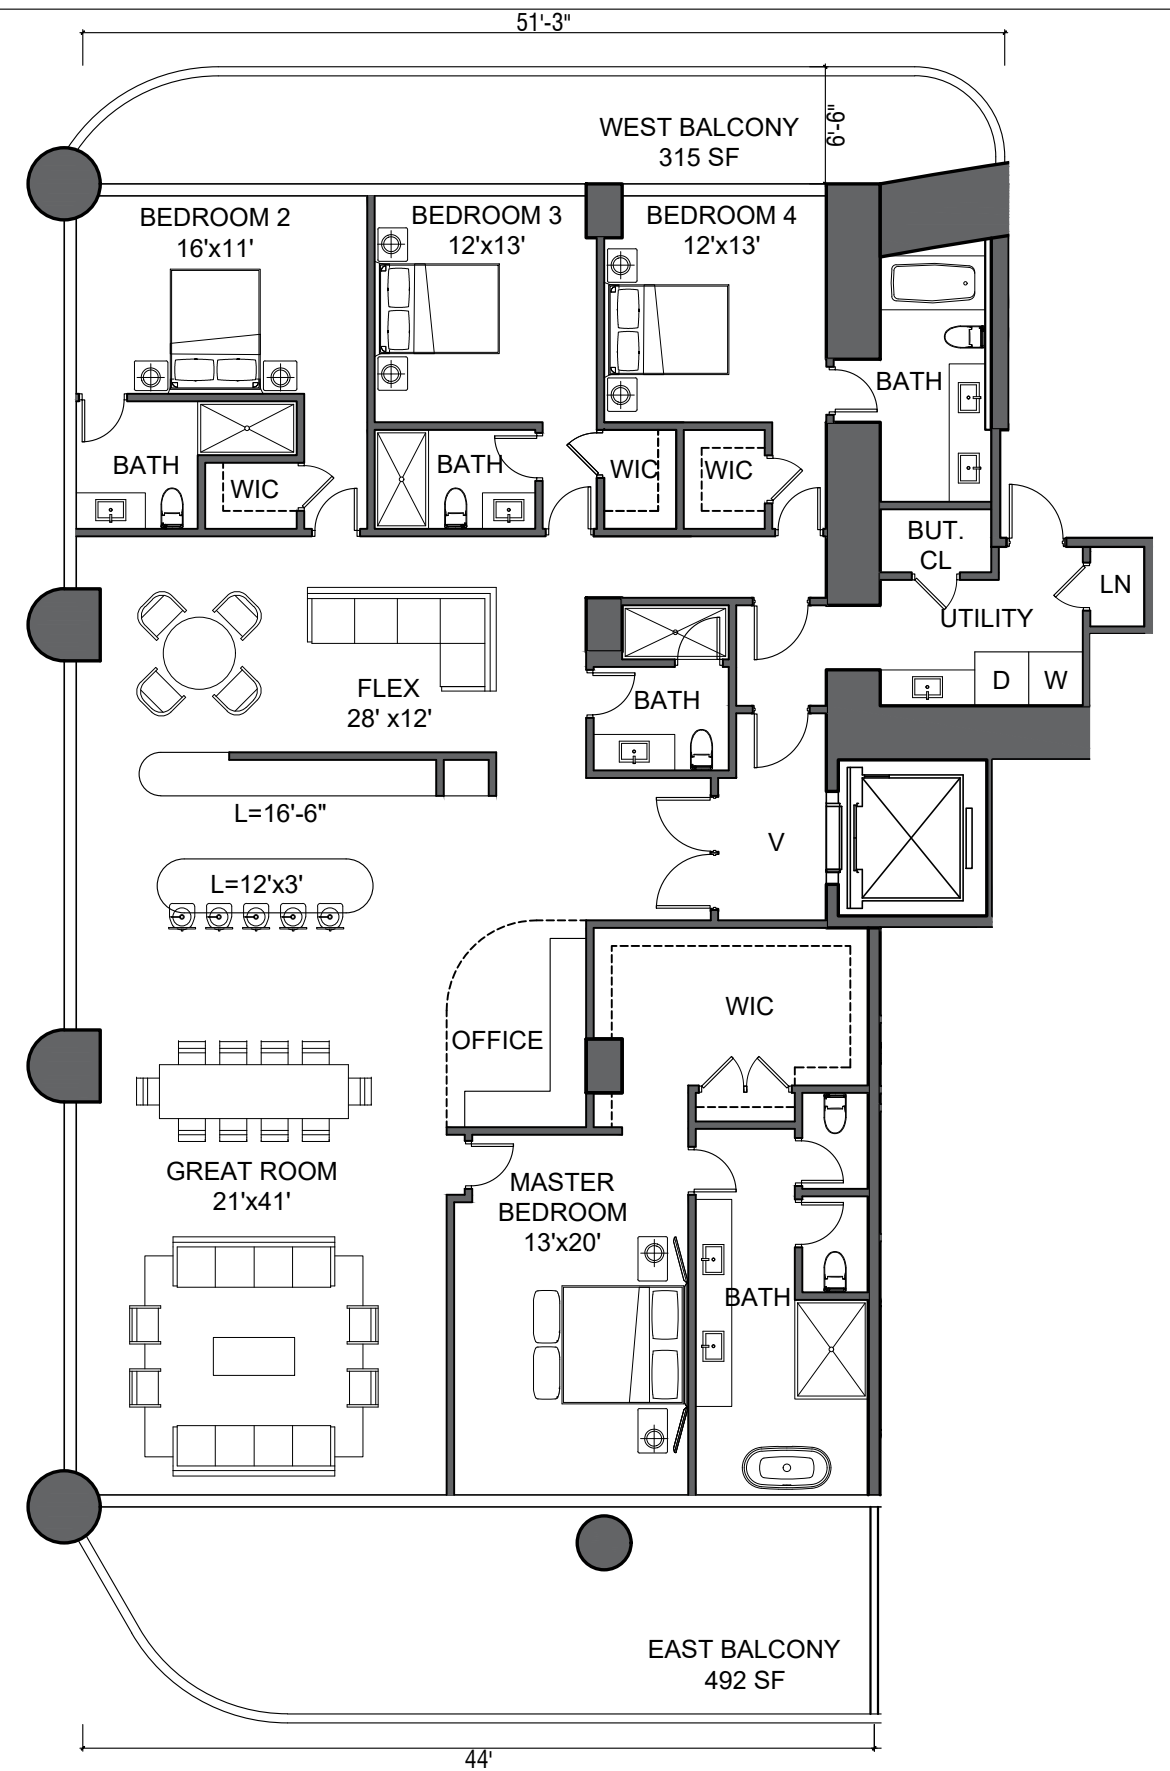 51'-3"
6'-6"
WEST BALCONY
315 SF
BEDROOM 2
16'x11'
BEDROOM 3
12'x13'
BEDROOM 4
12'x13'
BATH
BATH
WIC
BATH
WIC
WIC
BUT.
CL
LN
UTILITY
D
W
FLEX
28' x12'
BATH
L=16'-6"
V
L=12'x3'
WIC
OFFICE
GREAT ROOM
21'x41'
MASTER
BEDROOM
13'x20'
BATH
EAST BALCONY
492 SF
44'